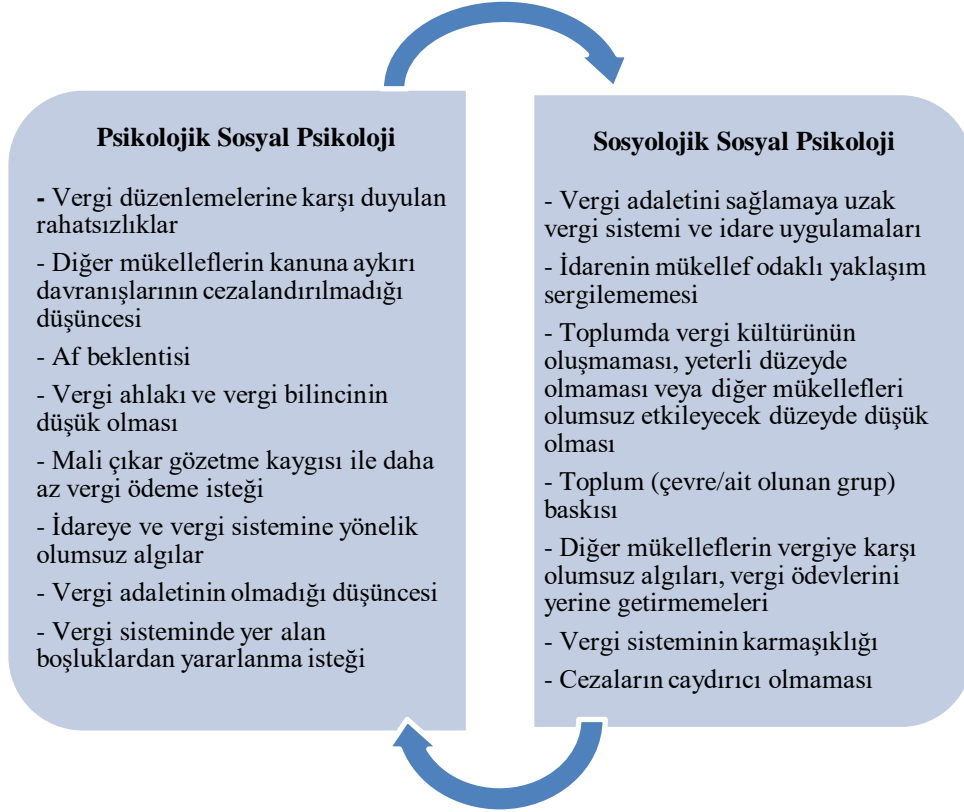 Psikolojik Sosyal Psikoloji
- Vergi düzenlemelerine karşı duyulan
rahatsızlıklar
- Diğer mükelleflerin kanuna aykırı
davranışlarının cezalandırılmadığı
düşüncesi
- Af beklentisi
- Vergi ahlakı ve vergi bilincinin
düşük olması
- Mali çıkar gözetme kaygısı ile daha
az vergi ödeme isteği
- İdareye ve vergi sistemine yönelik
olumsuz algılar
- Vergi adaletinin olmadığı düşüncesi
- Vergi sisteminde yer alan
boşluklardan yararlanma isteği
Sosyolojik Sosyal Psikoloji
- Vergi adaletini sağlamaya uzak
vergi sistemi ve idare uygulamaları
- İdarenin mükellef odaklı yaklaşım
sergilememesi
- Toplumda vergi kültürünün
oluşmaması, yeterli düzeyde
olmaması veya diğer mükellefleri
olumsuz etkileyecek düzeyde düşük
olması
- Toplum (çevre/ait olunan grup)
baskısı
- Diğer mükelleflerin vergiye karşı
olumsuz algıları, vergi ödevlerini
yerine getirmemeleri
- Vergi sisteminin karmaşıklığı
- Cezaların caydırıcı olmaması